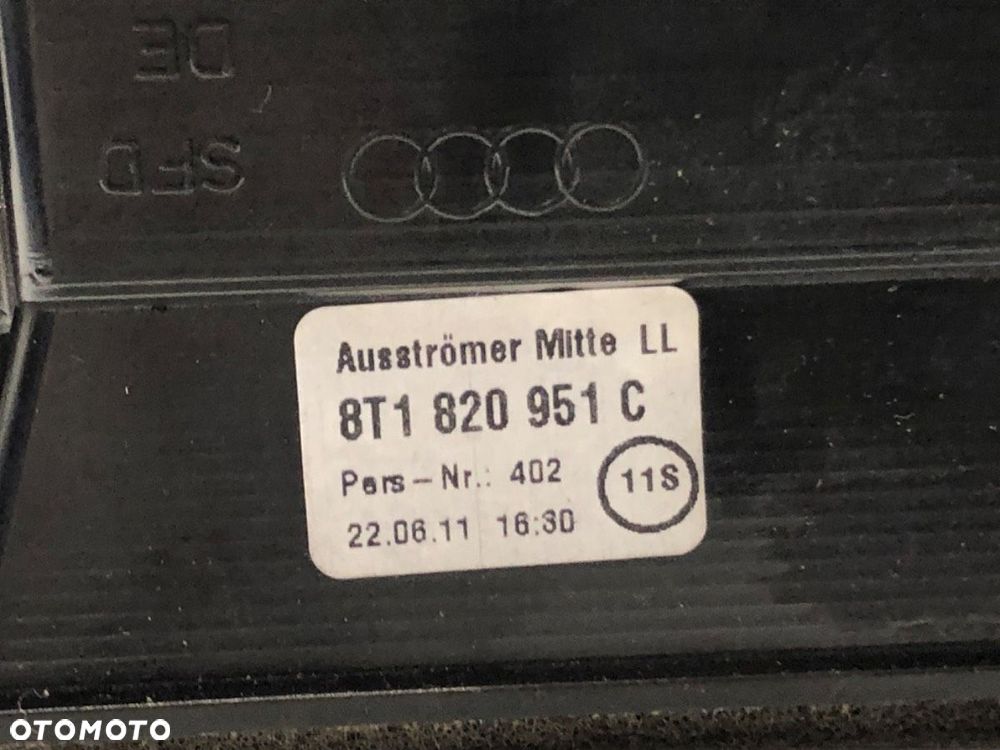 DE
SFD
Ausströmer Mitte LL
8T1 820 951 C
Pers-Nr.: 402
11S
22.06.11 16:30
OTOMOTO